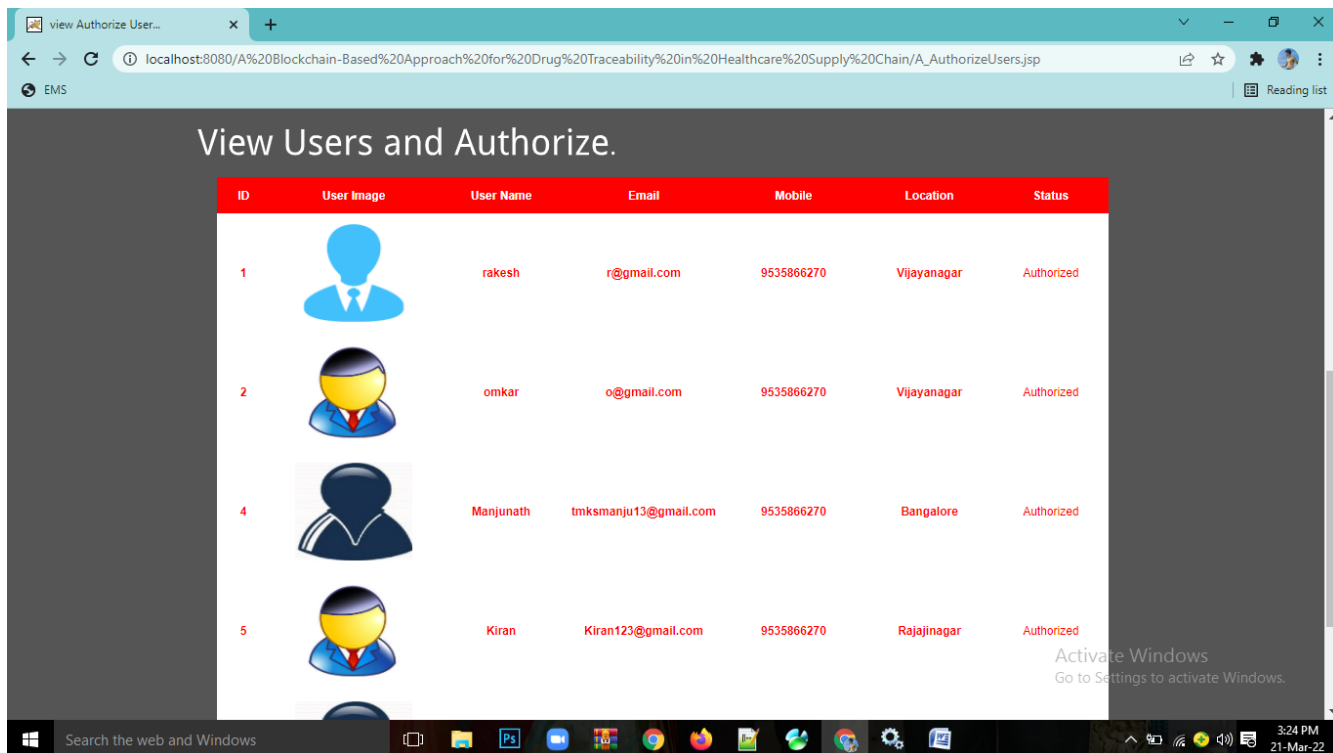 view Authorize User...
localhost:8080/A%20Blockchain-Based%20Approach%20for%20Drug%20Traceability%20in%20Healthcare%20Supply%20Chain/A_AuthorizeUsers.jsp
EMS Reading list
View Users and Authorize.
ID User Image User Name Email Mobile Location Status
1 rakesh r@gmail.com 9535866270 Vijayanagar Authorized
2 omkar o@gmail.com 9535866270 Vijayanagar Authorized
4 Manjunath tmksmanju13@gmail.com 9535866270 Bangalore Authorized
5 Kiran Kiran123@gmail.com 9535866270 Rajajinagar Authorized
Activate Windows
Go to Settings to activate Windows.
Search the web and Windows
Ps
3:24 PM
21-Mar-22